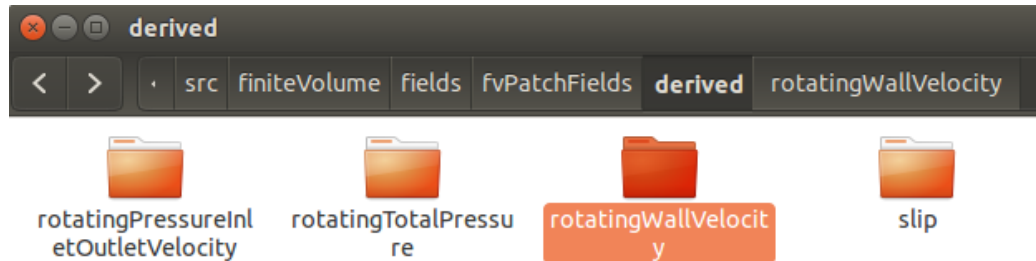 derived
src finiteVolume fields fvPatchFields derived rotatingWallVelocity
rotatingPressureInl
etOutletVelocity
rotatingTotalPressu
re
rotatingWallVelocit
y
slip